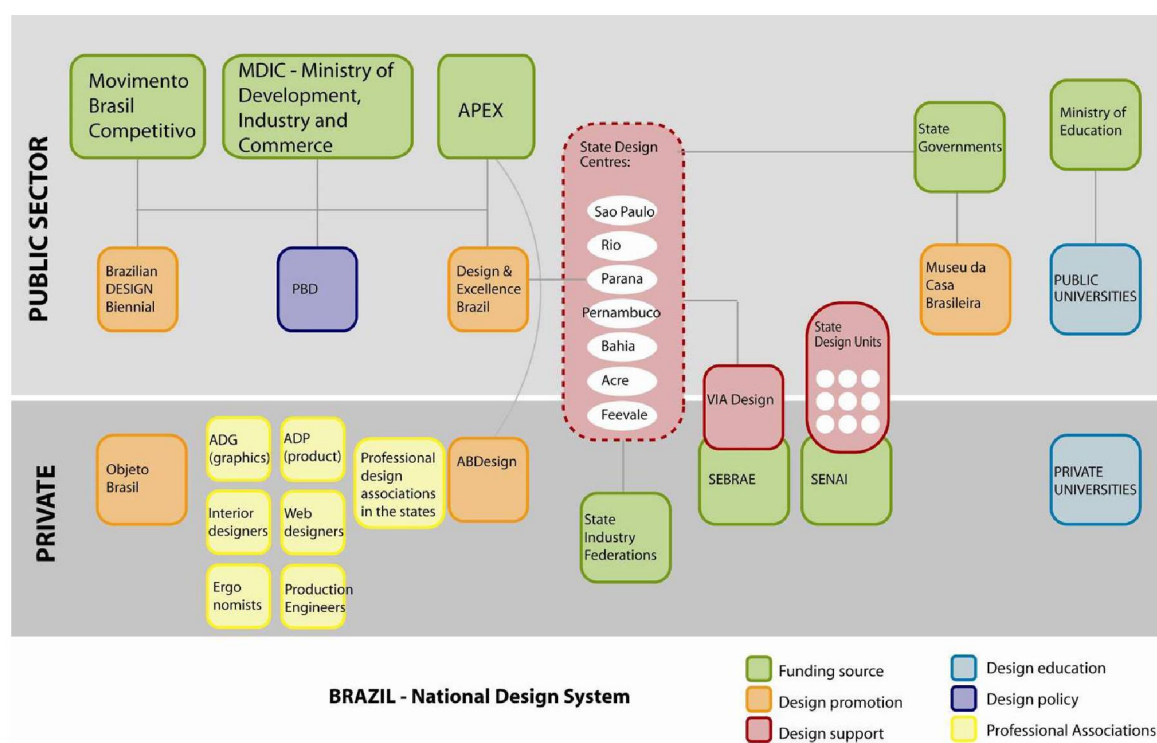 PUBLIC SECTOR
Movimento
Brasil
Competitivo
MDIC - Ministry of
Development,
Industry and
Commerce
APEX
State Design
Centres:
Sao Paulo
Rio
Parana
Pernambuco
Bahia
Acre
Feevale
State
Governments
Ministry of
Education
Brazilian
DESIGN
Biennial
PBD
Design &
Excellence
Brazil
Museu da
Casa
Brasileira
PUBLIC
UNIVERSITIES
State
Design Units
VIA Design
PRIVATE
Objeto
Brasil
ADG
(graphics)
ADP
(product)
Interior
designers
Web
designers
Ergo
nomists
Production
Engineers
Professional
design
associations
in the states
ABDesign
State
Industry
Federations
SEBRAE
SENAI
PRIVATE
UNIVERSITIES
BRAZIL - National Design System
Funding source
Design promotion
Design support
Design education
Design policy
Professional Associations